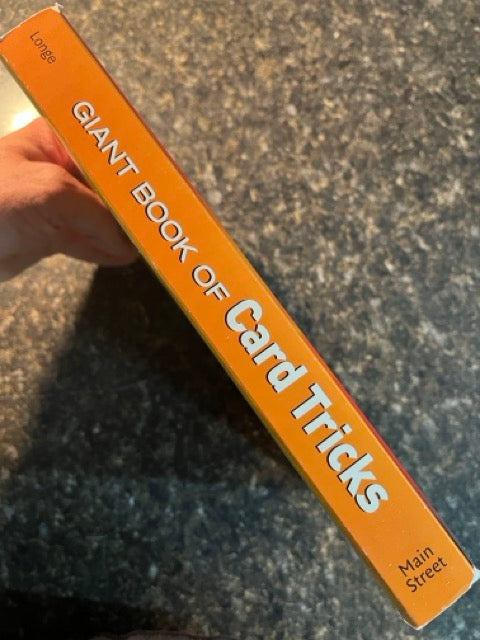 Longe
GIANT BOOK OF Card Tricks
Main
Street